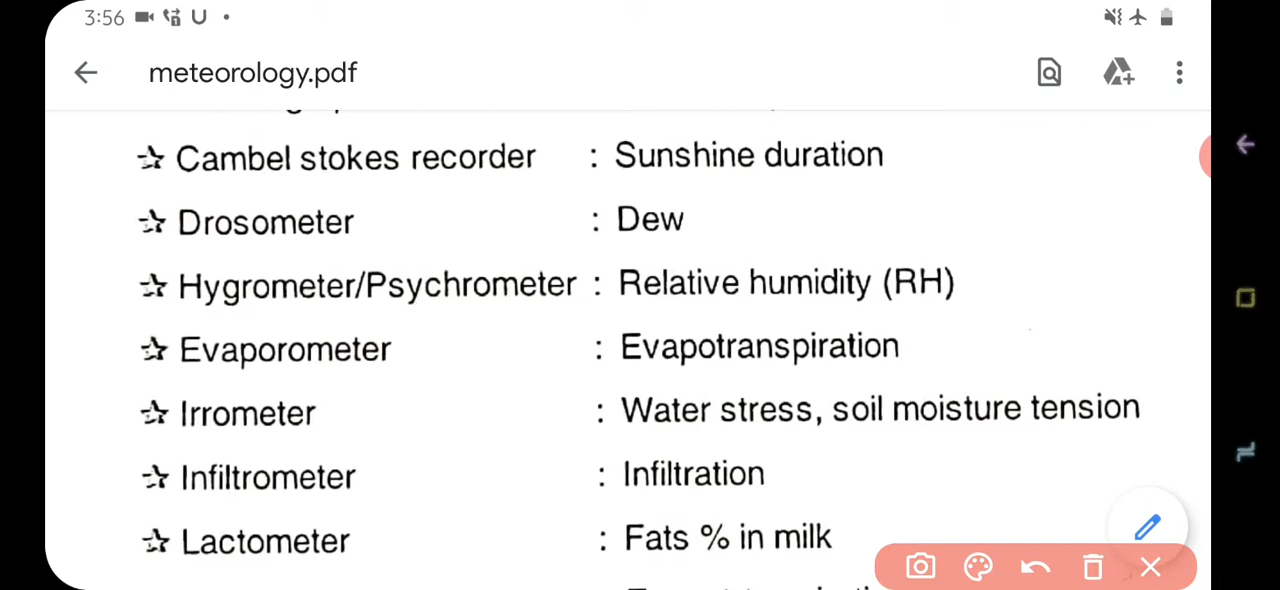 3:56
meteorology.pdf
Cambel stokes recorder : Sunshine duration
Drosometer : Dew
Hygrometer/Psychrometer : Relative humidity (RH)
Evaporometer : Evapotranspiration
Irrometer : Water stress, soil moisture tension
Infiltrometer : Infiltration
Lactometer : Fats % in milk